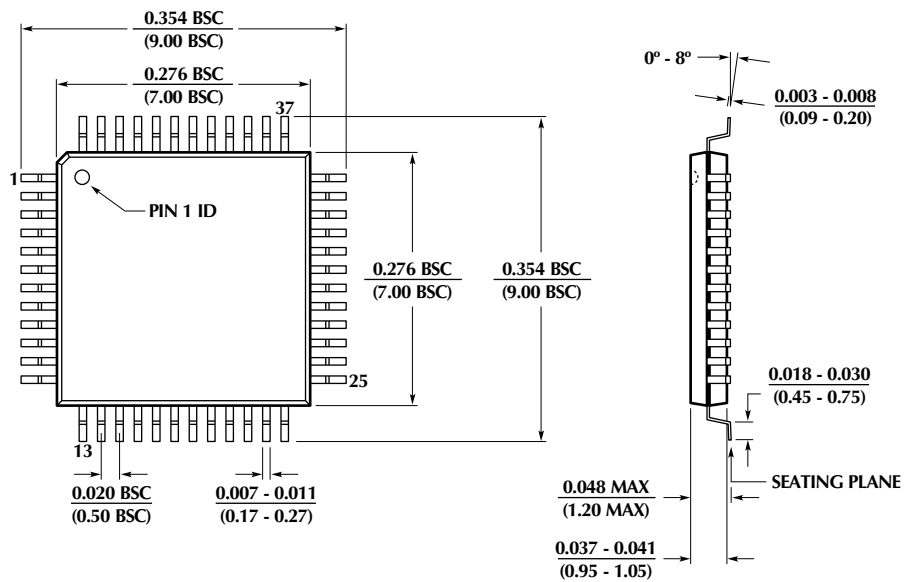 0.354 BSC
(9.00 BSC)
0.276 BSC
(7.00 BSC)
37
1
PIN 1 ID
0.276 BSC
(7.00 BSC)
0.354 BSC
(9.00 BSC)
25
13
0.020 BSC
(0.50 BSC)
0.007 - 0.011
(0.17 - 0.27)
0º - 8º
0.003 - 0.008
(0.09 - 0.20)
0.018 - 0.030
(0.45 - 0.75)
SEATING PLANE
0.048 MAX
(1.20 MAX)
0.037 - 0.041
(0.95 - 1.05)